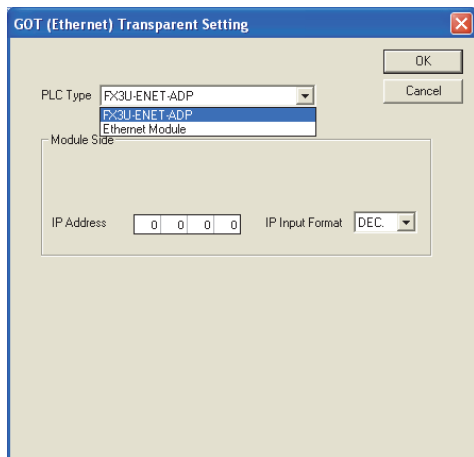 GOT (Ethernet) Transparent Setting
OK
PLC Type FX3U-ENET-ADP
Cancel
FX3U-ENET-ADP
Ethernet Module
Module Side
IP Address 0 0 0 0 IP Input Format DEC.